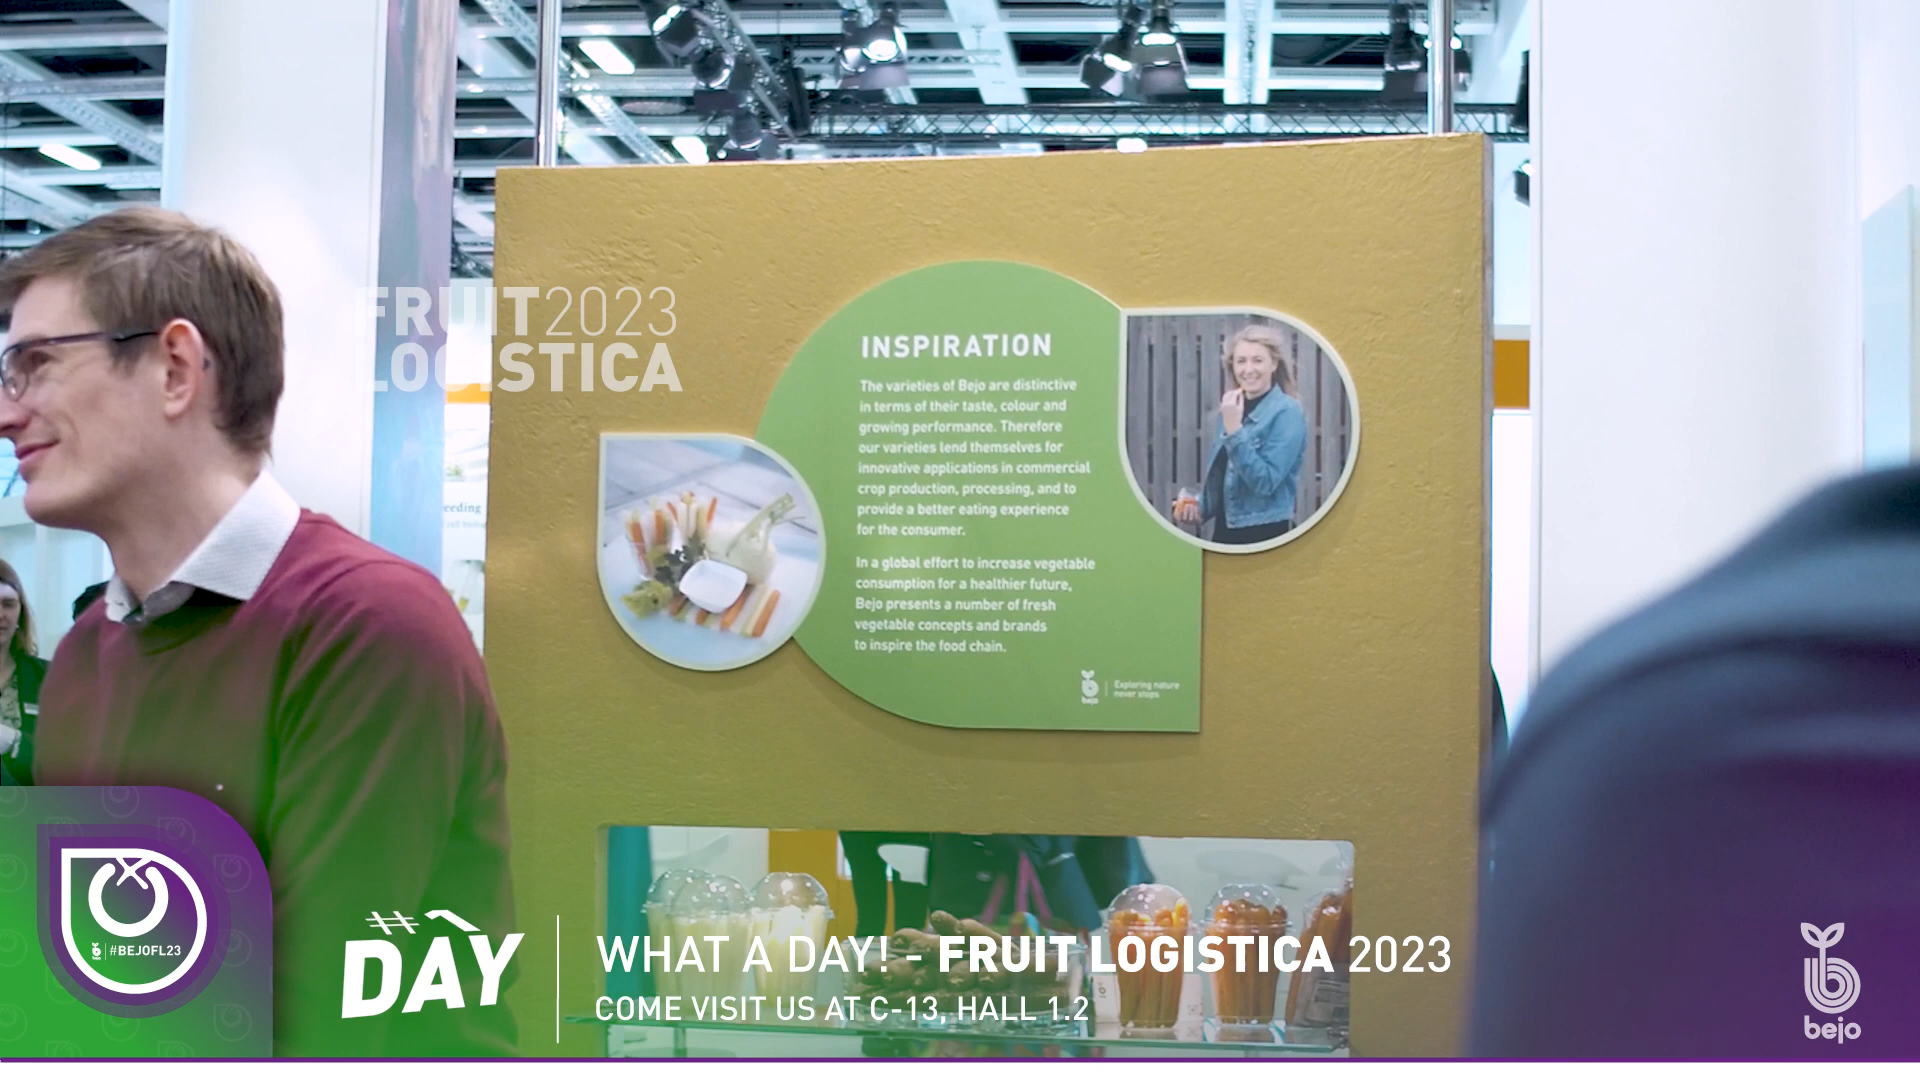 FRUIT2023
LOGISTICA
INSPIRATION
The varieties of Bejo are distinctive
in terms of their taste, colour and
growing performance. Therefore
our varieties lend themselves for
innovative applications in commercial
crop production, processing, and to
provide a better eating experience
for the consumer.
In a global effort to increase vegetable
consumption for a healthier future,
Bejo presents a number of fresh
vegetable concepts and brands
to inspire the food chain.
bejo
Exploring nature
never stops
#BEJOFL23
#DAY
WHAT A DAY! - FRUIT LOGISTICA 2023
COME VISIT US AT C-13, HALL 1.2
bejo